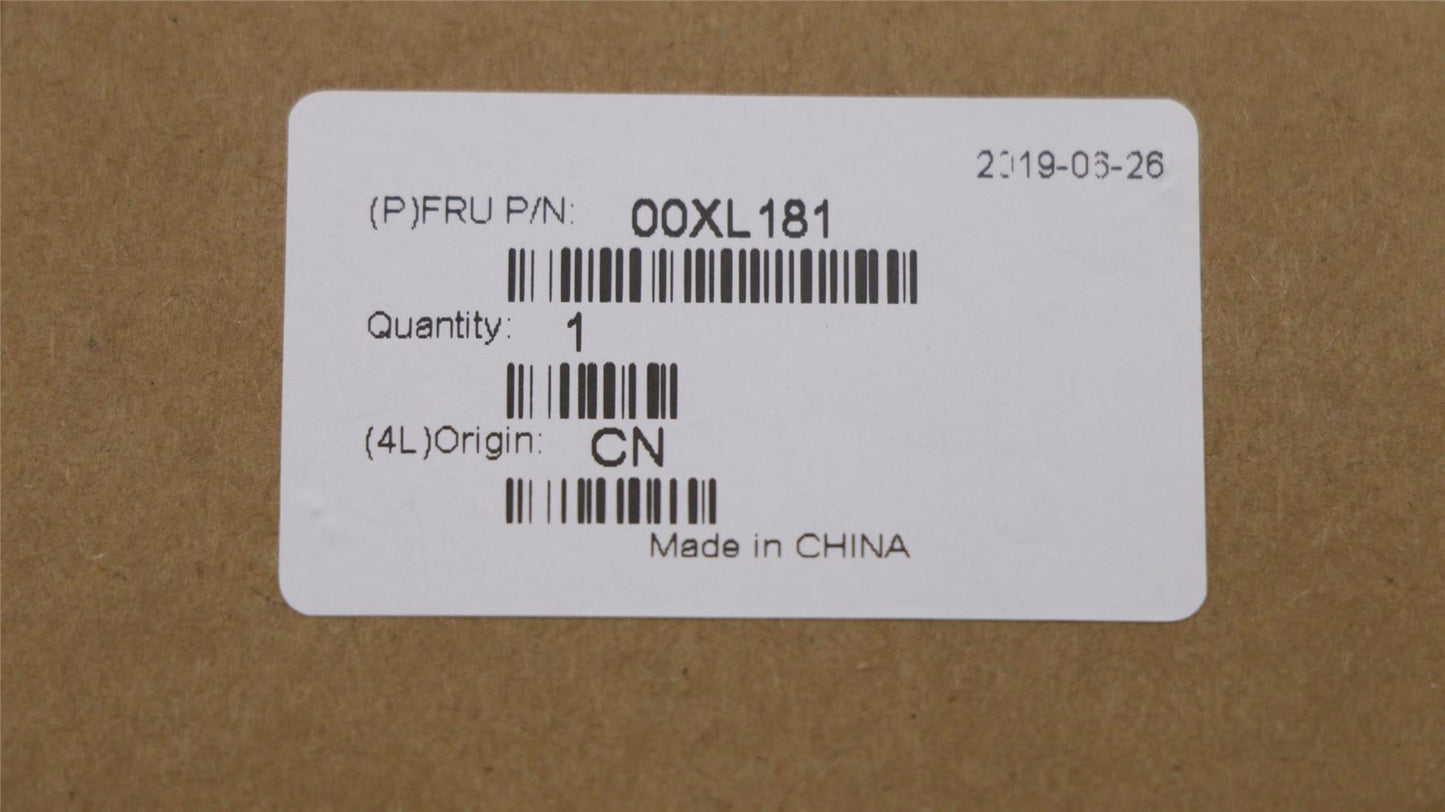 2019-06-26
(P)FRU P/N: 00XL181
Quantity: 1
(4L)Origin: CN
Made in CHINA